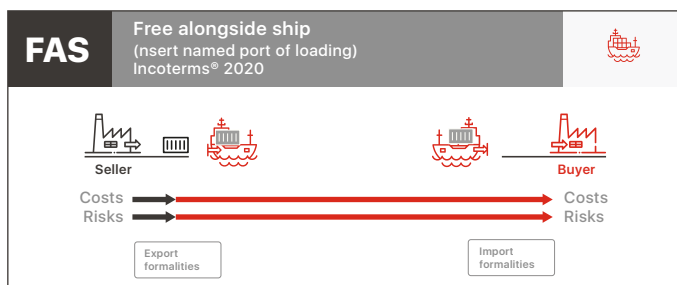 FAS
Free alongside ship
(nsert named port of loading)
Incoterms® 2020
Seller
Buyer
Costs
Costs
Risks
Risks
Export
formalities
Import
formalities